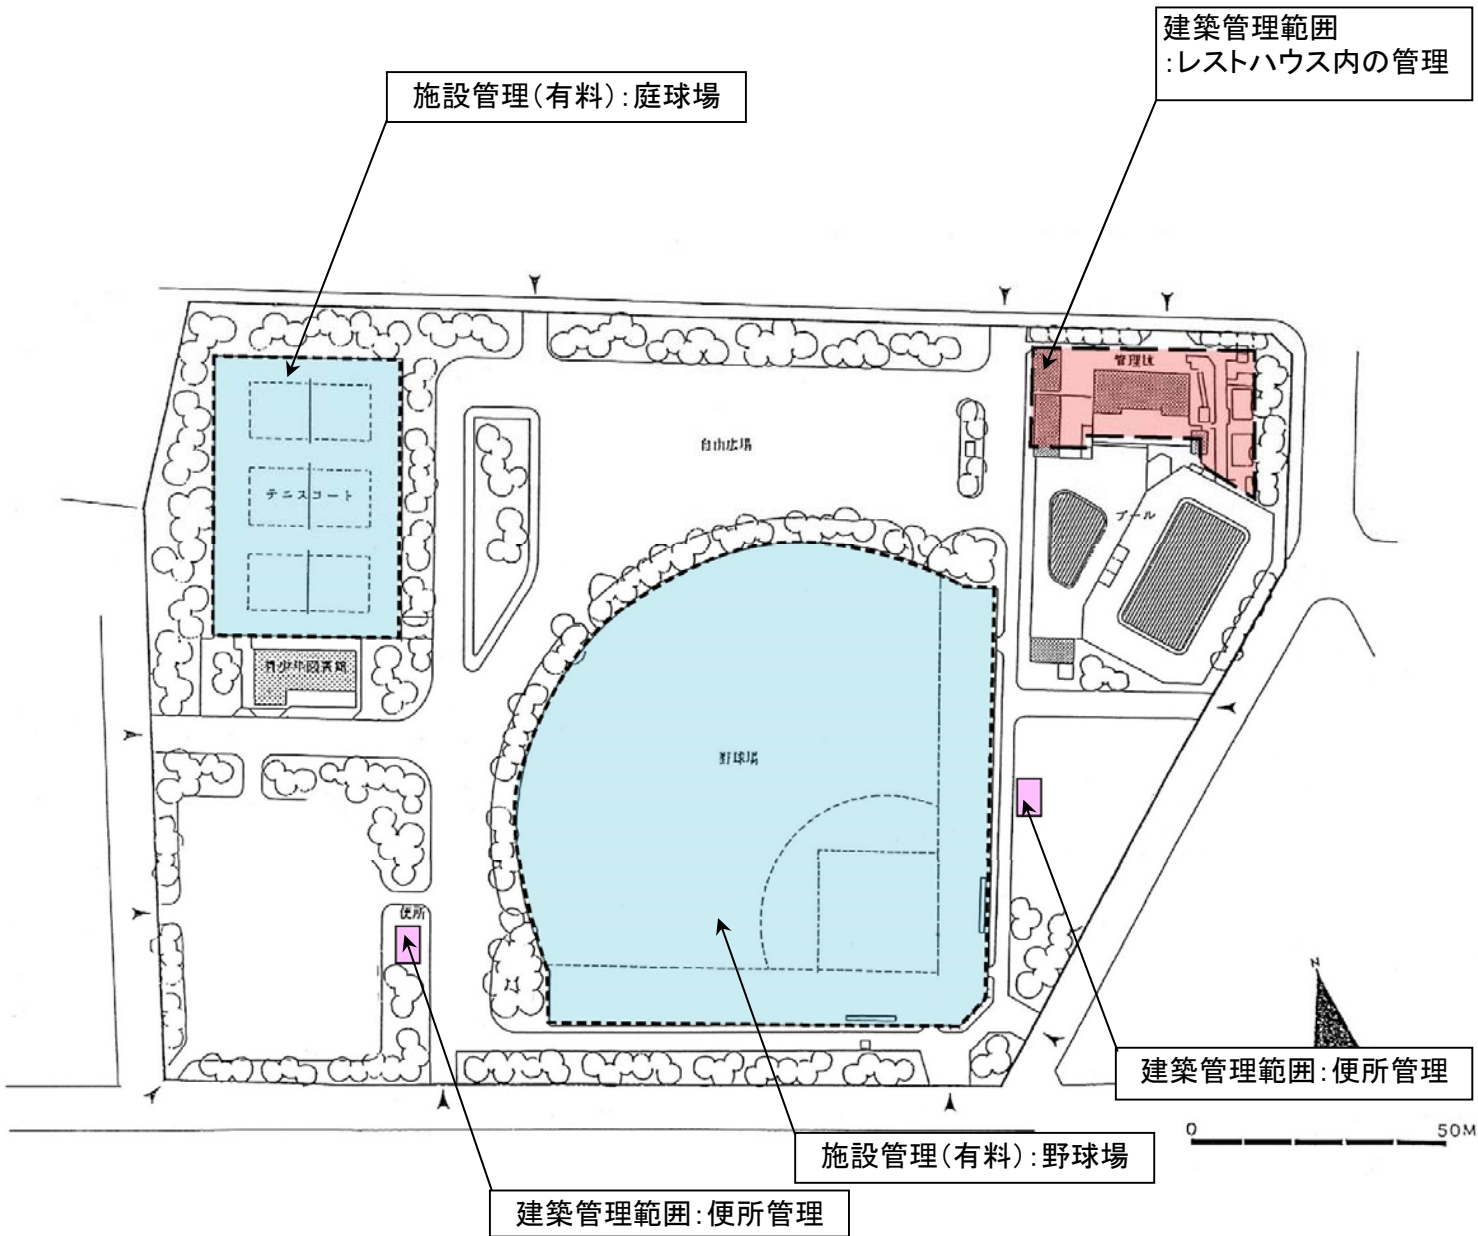 建築管理範囲
:レストハウス内の管理
施設管理(有料):庭球場
管理棟
自由広場
テニスコート
プール
青少年図書館
野球場
便所
N
建築管理範囲:便所管理
0 50M
施設管理(有料):野球場
建築管理範囲:便所管理